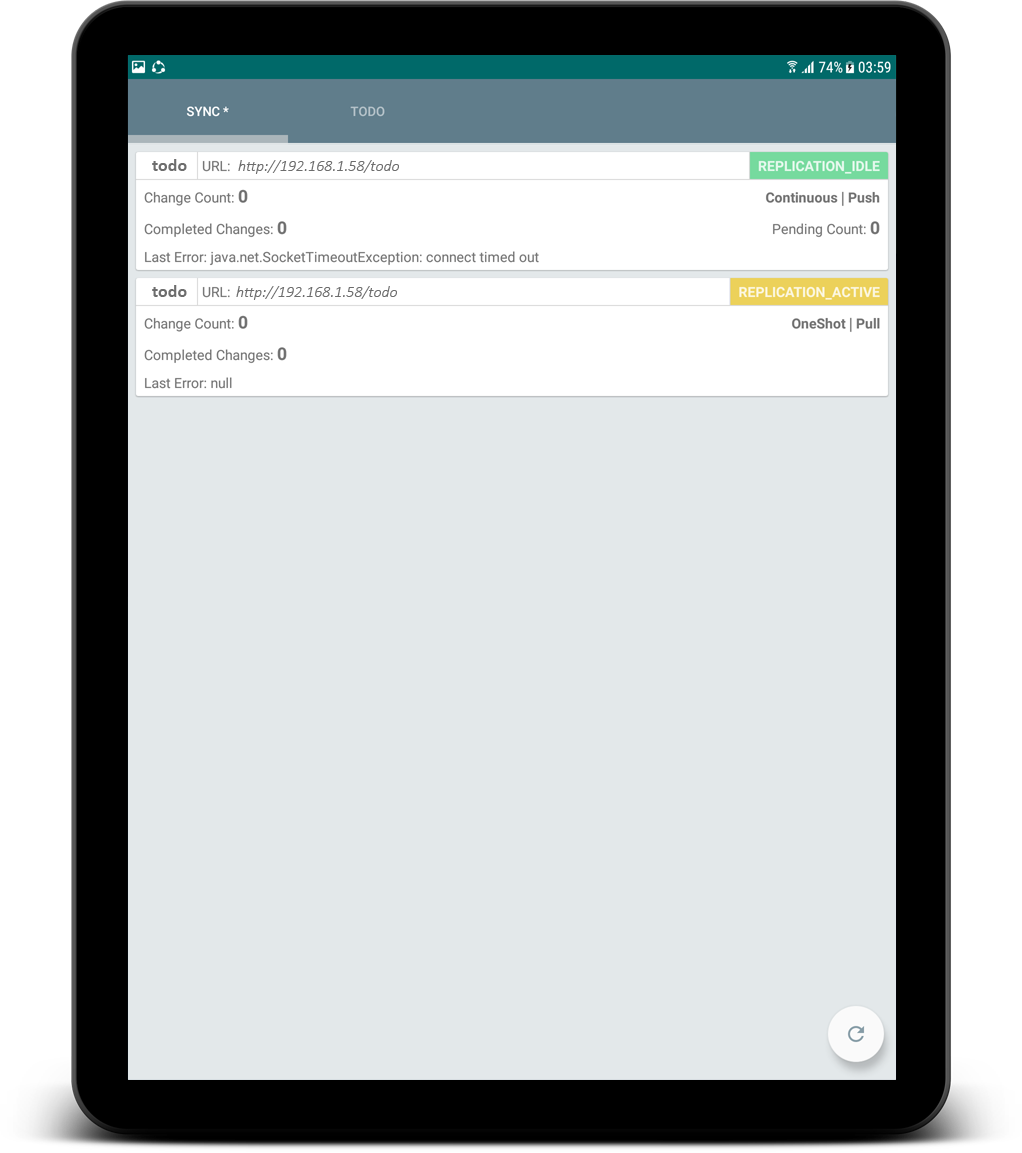 74% 03:59
SYNC * TODO
todo URL: http://192.168.1.58/todo REPLICATION_IDLE
Change Count: 0 Continuous | Push
Completed Changes: 0 Pending Count: 0
Last Error: java.net.SocketTimeoutException: connect timed out
todo URL: http://192.168.1.58/todo REPLICATION_ACTIVE
Change Count: 0 OneShot | Pull
Completed Changes: 0
Last Error: null